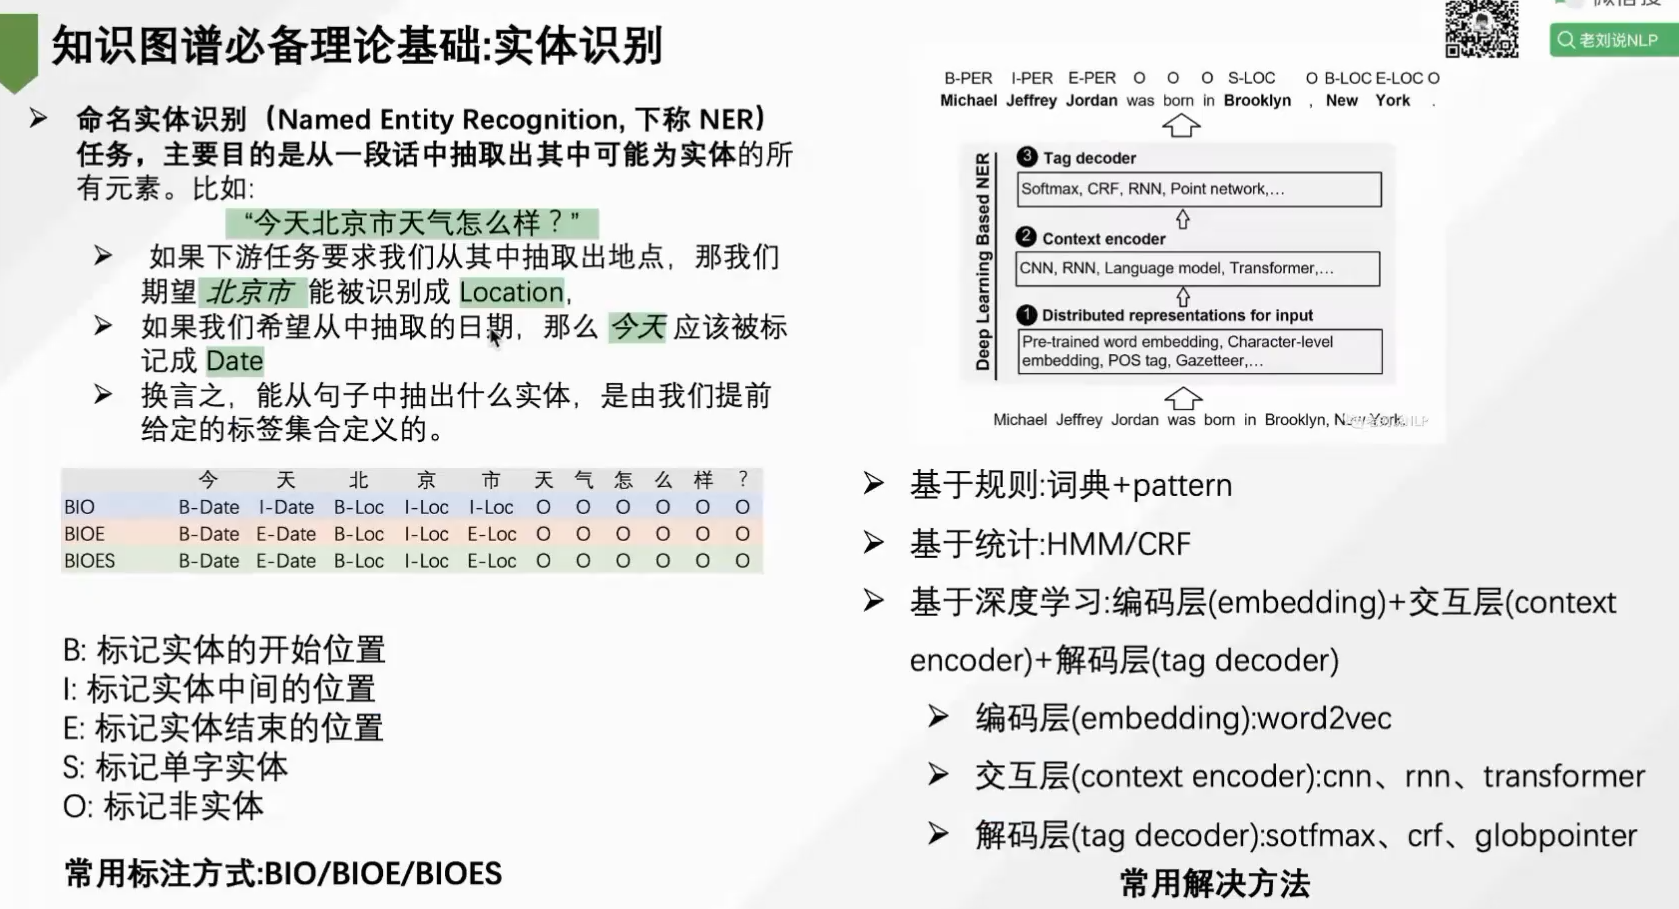 知识图谱必备理论基础:实体识别
老刘说NLP
命名实体识别（Named Entity Recognition, 下称 NER）
任务，主要目的是从一段话中抽取出其中可能为实体的所
有元素。比如:
“今天北京市天气怎么样？”
如果下游任务要求我们从其中抽取出地点，那我们
期望 北京市 能被识别成 Location,
如果我们希望从中抽取的日期，那么 今天 应该被标
记成 Date
换言之，能从句子中抽出什么实体，是由我们提前
给定的标签集合定义的。
今 天 北 京 市 天 气 怎 么 样 ?
BIO B-Date I-Date B-Loc I-Loc I-Loc O O O O O O
BIOE B-Date E-Date B-Loc I-Loc E-Loc O O O O O O
BIOES B-Date E-Date B-Loc I-Loc E-Loc O O O O O O
B: 标记实体的开始位置
I: 标记实体中间的位置
E: 标记实体结束的位置
S: 标记单字实体
O: 标记非实体
常用标注方式:BIO/BIOE/BIOES
B-PER I-PER E-PER O O O S-LOC O B-LOC E-LOC O
Michael Jeffrey Jordan was born in Brooklyn , New York .
Deep Learning Based NER
3 Tag decoder
Softmax, CRF, RNN, Point network,...
2 Context encoder
CNN, RNN, Language model, Transformer,...
1 Distributed representations for input
Pre-trained word embedding, Character-level
embedding, POS tag, Gazetteer,...
Michael Jeffrey Jordan was born in Brooklyn,
基于规则:词典+pattern
基于统计:HMM/CRF
基于深度学习:编码层(embedding)+交互层(context
encoder)+解码层(tag decoder)
编码层(embedding):word2vec
交互层(context encoder):cnn、rnn、transformer
解码层(tag decoder):sotfmax、crf、globpointer
常用解决方法